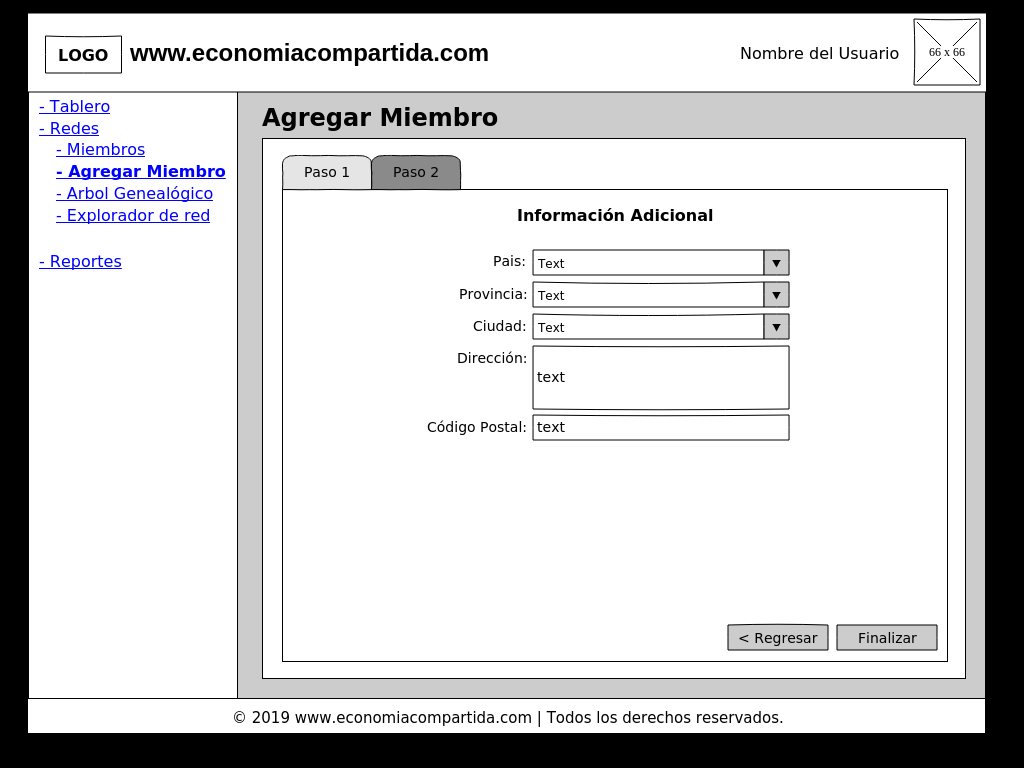 LOGO www.economiacompartida.com Nombre del Usuario 66 x 66
- Tablero
- Redes
- Miembros
- Agregar Miembro
- Arbol Genealógico
- Explorador de red
- Reportes
Agregar Miembro
Paso 1 Paso 2
Información Adicional
Pais: Text
Provincia: Text
Ciudad: Text
Dirección: text
Código Postal: text
< Regresar Finalizar
© 2019 www.economiacompartida.com | Todos los derechos reservados.